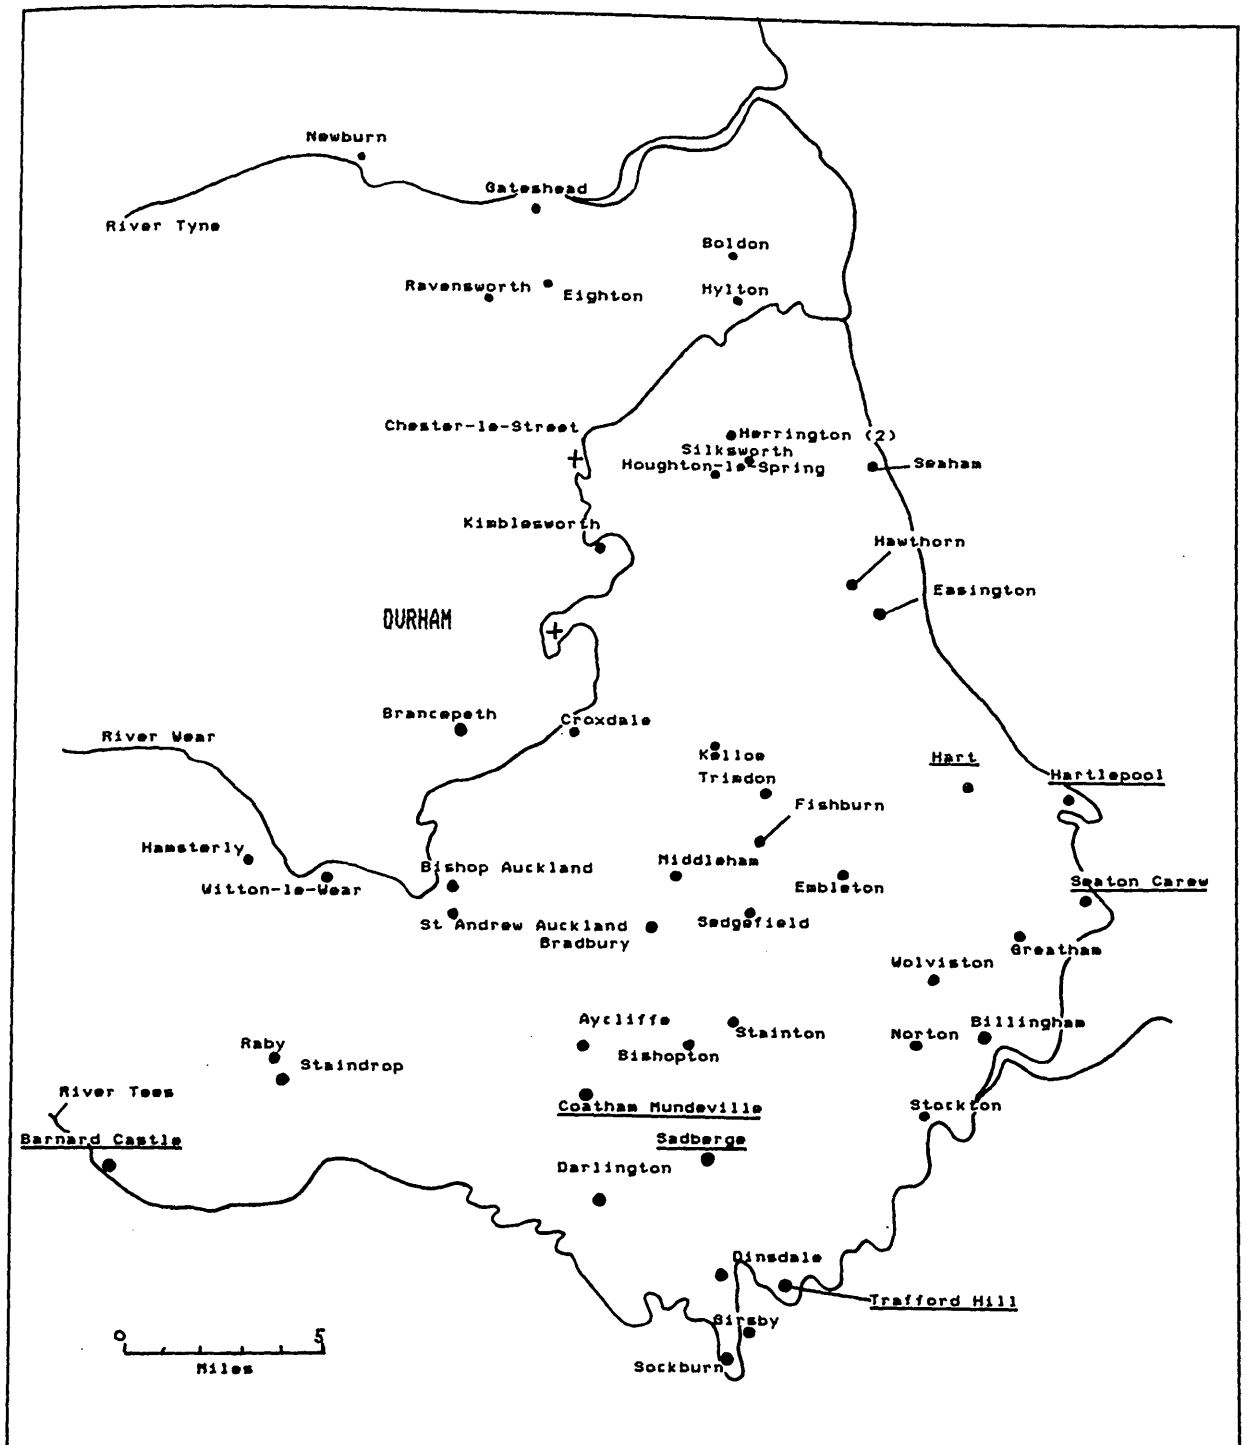 Newburn
Gateshead
River Tyne
Boldon
Ravensworth
Eighton
Hylton
Chester-le-Street
Herrington (2)
Silksworth
Houghton-le-Spring
Seaham
Kimblesworth
Hawthorn
Easington
DURHAM
Brancepeth
Croxdale
River Wear
Kelloe
Hart
Hartlepool
Trimdon
Fishburn
Hamsterly
Bishop Auckland
Middleham
Witton-le-Wear
Embleton
Seaton Carew
St Andrew Auckland
Sedgefield
Bradbury
Greatham
Wolviston
Aycliffe
Stainton
Norton
Billingham
Raby
Bishopton
Staindrop
River Tees
Coatham Mundeville
Stockton
Barnard Castle
Sadberge
Darlington
Dinsdale
Trafford Hill
Girsby
Sockburn
0 5
Miles